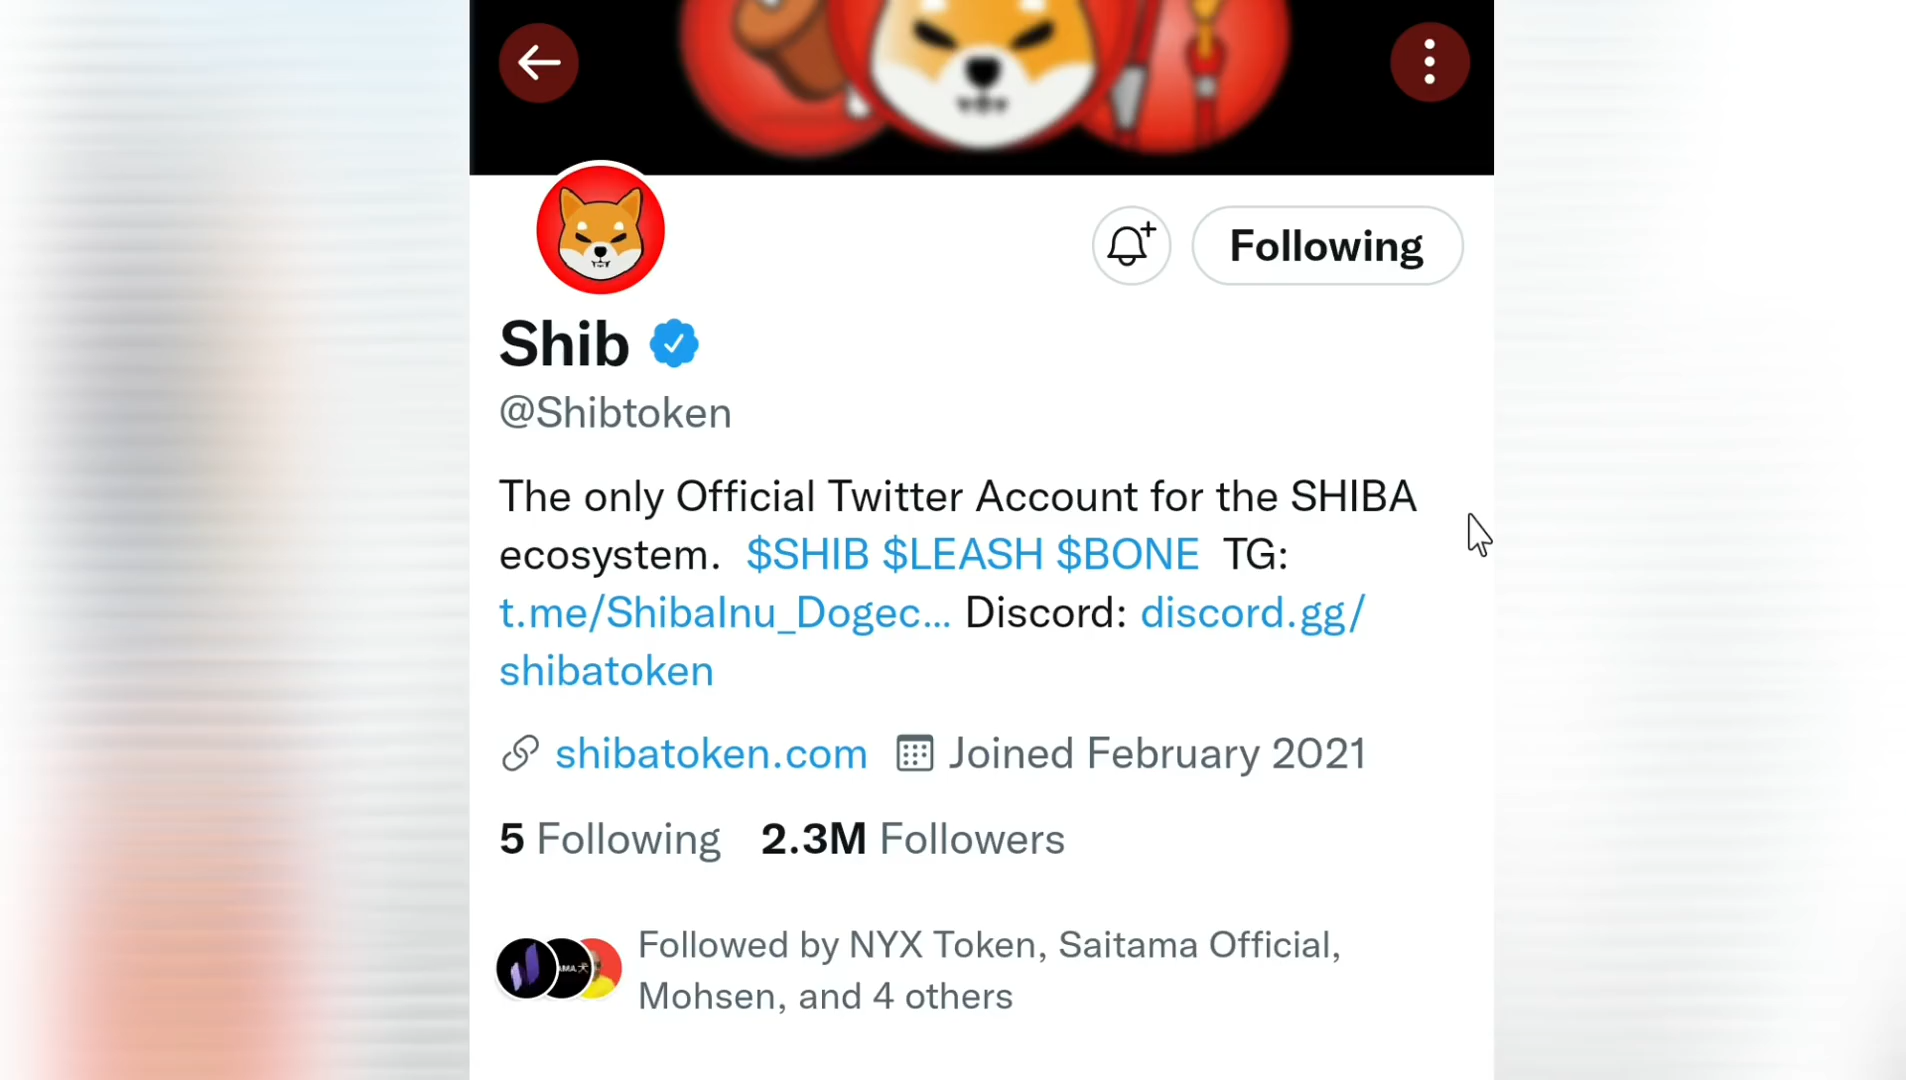 Following
Shib
@Shibtoken
The only Official Twitter Account for the SHIBA
ecosystem. $SHIB $LEASH $BONE TG:
t.me/ShibaInu_Dogec... Discord: discord.gg/
shibatoken
shibatoken.com Joined February 2021
5 Following 2.3M Followers
Followed by NYX Token, Saitama Official,
Mohsen, and 4 others